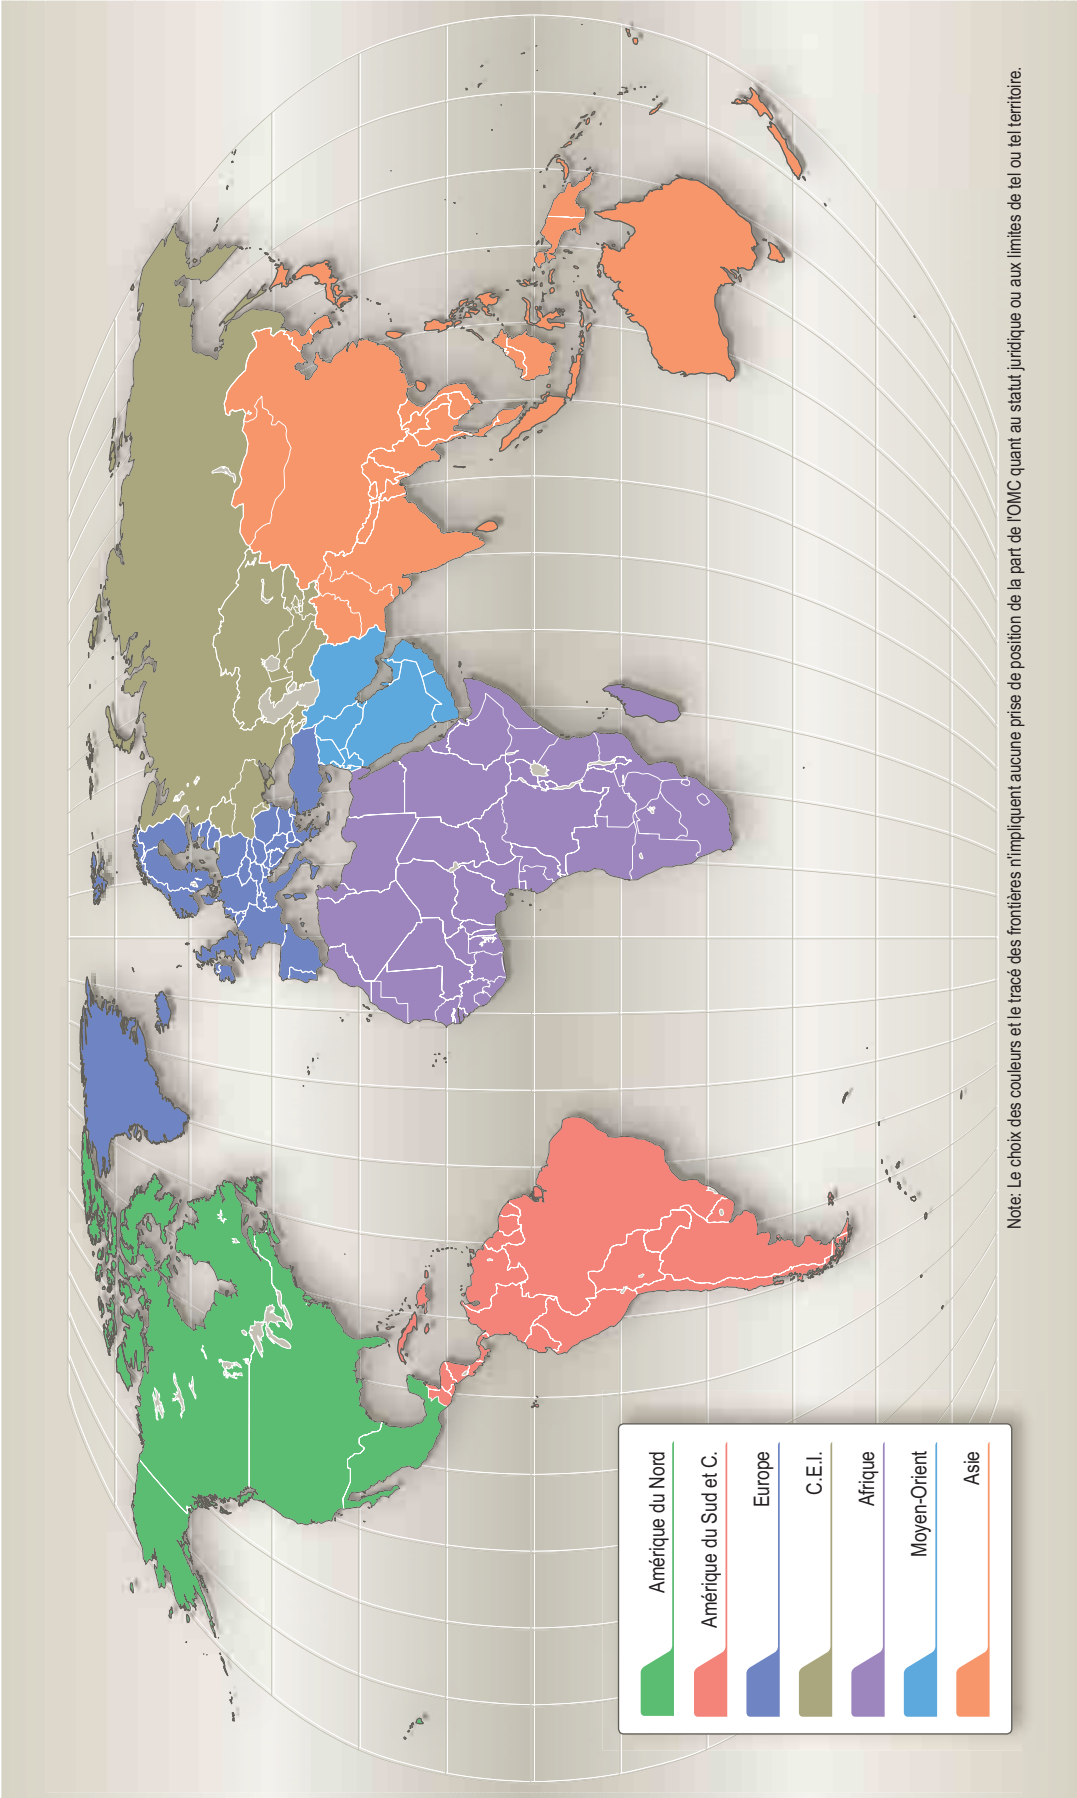 Amérique du Nord
Amérique du Sud et C.
Europe
C.E.I.
Afrique
Moyen-Orient
Asie
Note: Le choix des couleurs et le tracé des frontières n'impliquent aucune prise de position de la part de l'OMC quant au statut juridique ou aux limites de tel ou tel territoire.